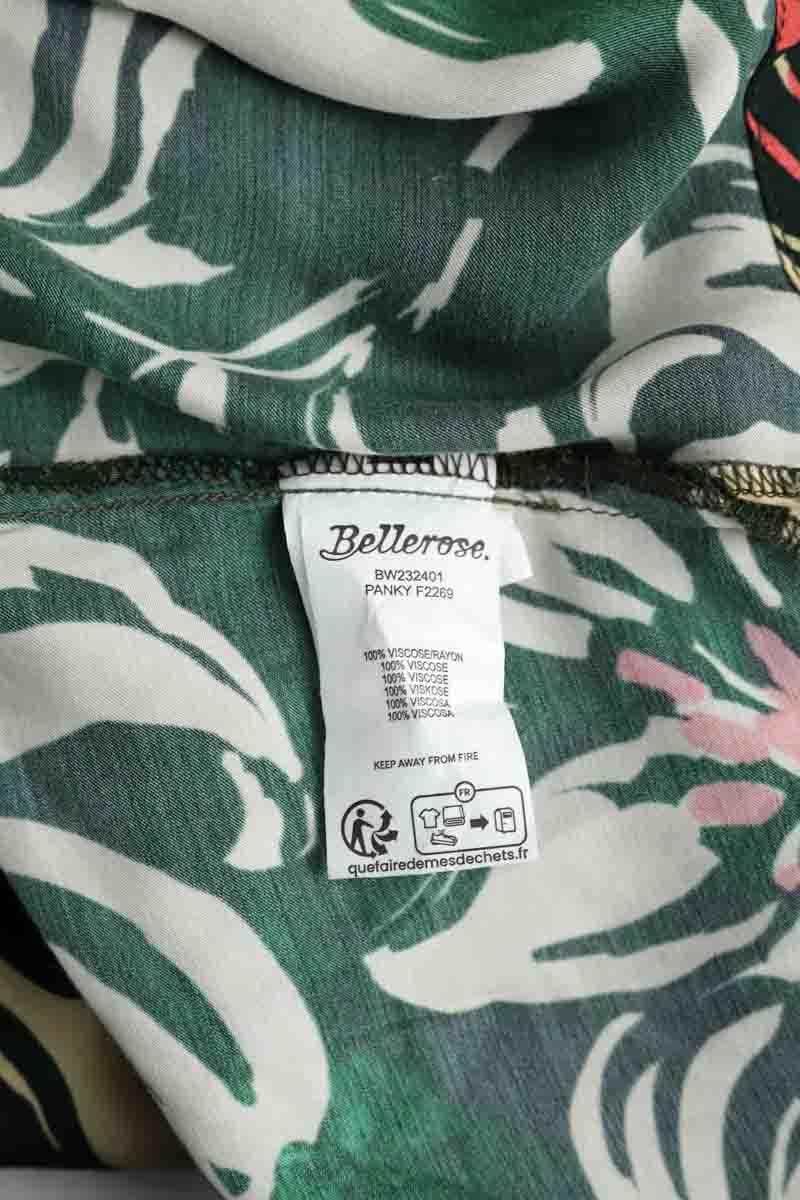 Bellerose.
BW232401
PANKY F2269
100% VISCOSE/RAYON
100% VISCOSE
100% VISCOSE
100% VISKOSE
100% VISCOSA
100% VISCOSA
KEEP AWAY FROM FIRE
FR
quefairedemesdechets.fr